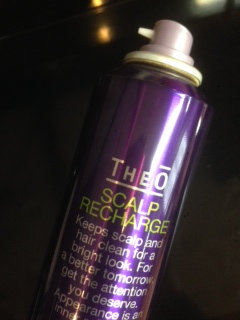 THEŌ
SCALP
RECHARGE
Keeps scalp and
hair clean for a
bright look. For
a better tomorrow,
get the attention
you deserve.
Appearance is an